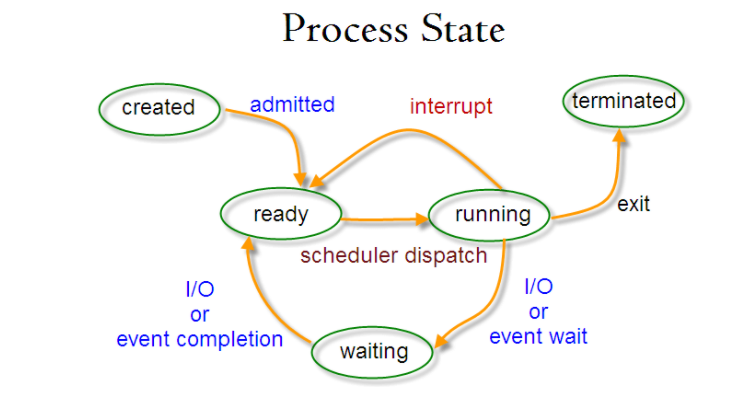 Process State
created
admitted
interrupt
terminated
ready
running
exit
scheduler dispatch
I/O
or
event completion
I/O
or
event wait
waiting